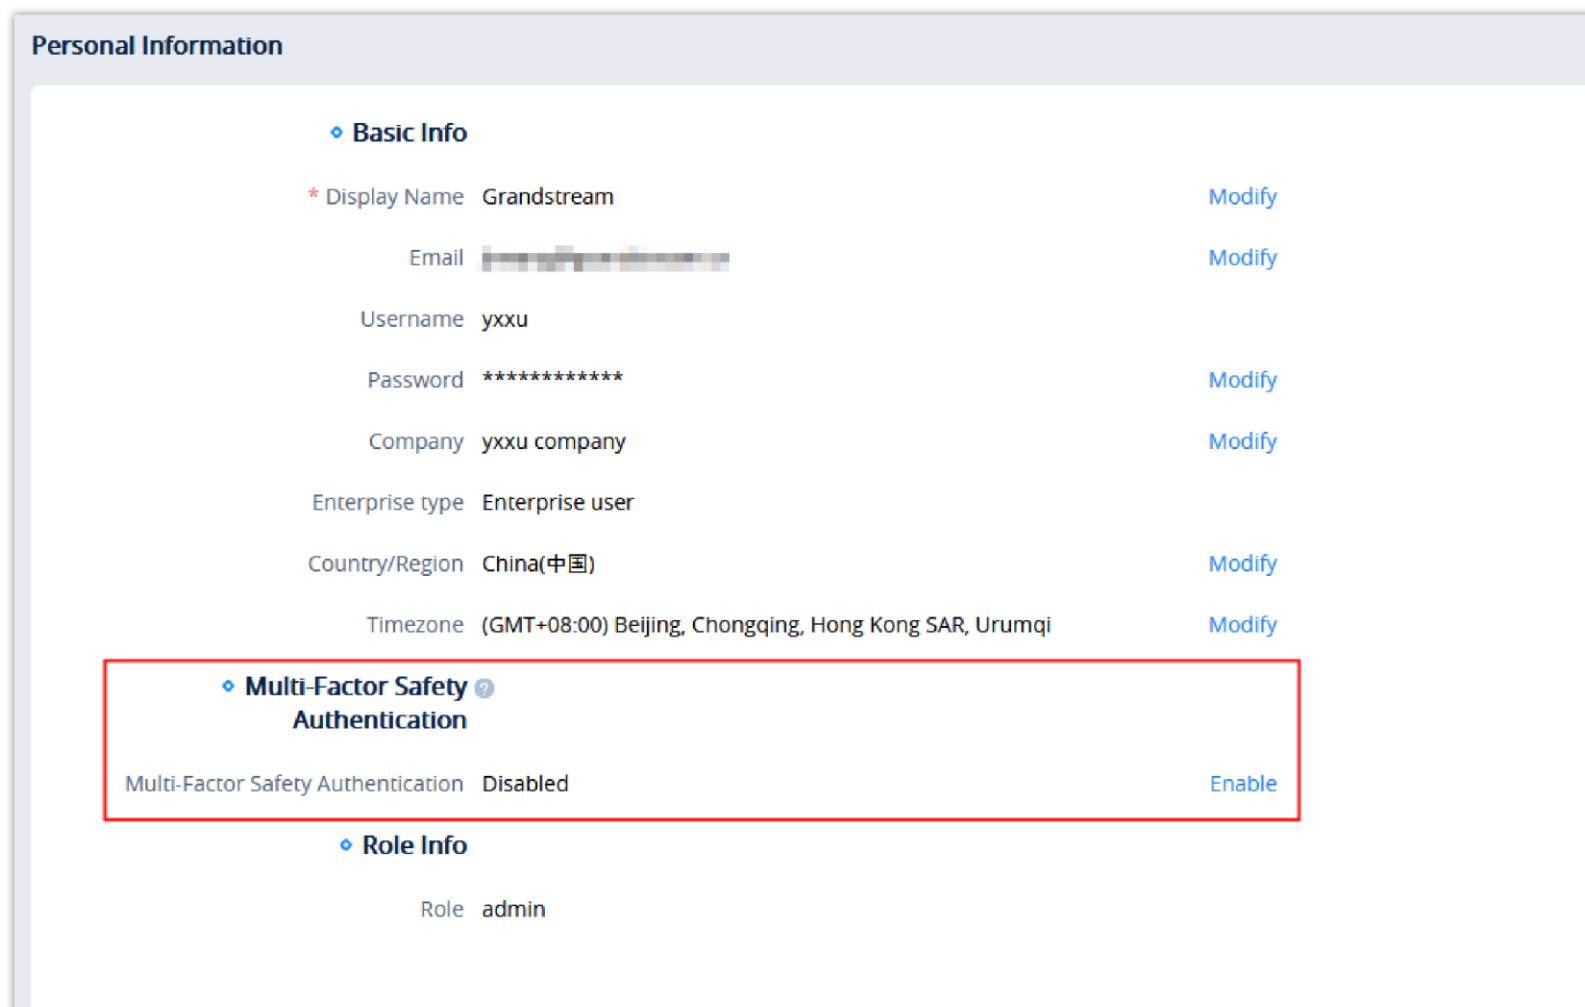 Personal Information
Basic Info
* Display Name Grandstream Modify
Email Modify
Username yxxu
Password ************ Modify
Company yxxu company Modify
Enterprise type Enterprise user
Country/Region China(中国) Modify
Timezone (GMT+08:00) Beijing, Chongqing, Hong Kong SAR, Urumqi Modify
Multi-Factor Safety ?
Authentication
Multi-Factor Safety Authentication Disabled Enable
Role Info
Role admin